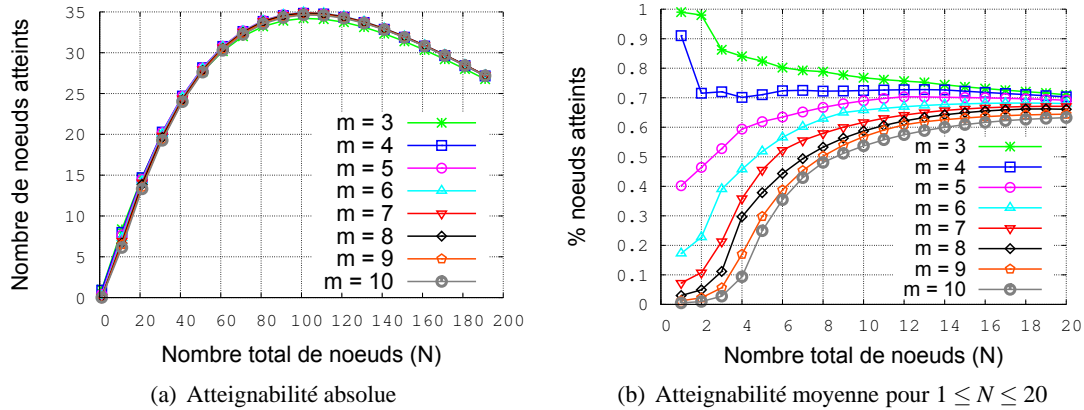 Nombre de noeuds atteints
35
30
25
20
15
10
5
0
0 20 40 60 80 100 120 140 160 180 200
Nombre total de noeuds (N)
m = 3
m = 4
m = 5
m = 6
m = 7
m = 8
m = 9
m = 10
(a) Atteignabilité absolue
% noeuds atteints
1
0.9
0.8
0.7
0.6
0.5
0.4
0.3
0.2
0.1
0
0 2 4 6 8 10 12 14 16 18 20
Nombre total de noeuds (N)
m = 3
m = 4
m = 5
m = 6
m = 7
m = 8
m = 9
m = 10
(b) Atteignabilité moyenne pour 1 ≤ N ≤ 20